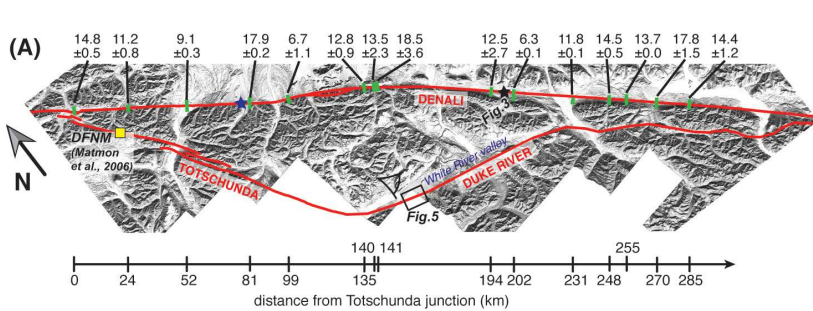 (A)
14.8 11.2 9.1 17.9 6.7 12.8 13.5 18.5 12.5 6.3 11.8 14.5 13.7 17.8 14.4
±0.5 ±0.8 ±0.3 ±0.2 ±1.1 ±0.9 ±2.3 ±3.6 ±2.7 ±0.1 ±0.1 ±0.5 ±0.0 ±1.5 ±1.2
DENALI
Fig.3
DFNM
(Matmon
et al., 2006)
TOTSCHUNDA
White River valley
DUKE RIVER
Fig.5
N
140 141 255
0 24 52 81 99 135 194 202 231 248 270 285
distance from Totschunda junction (km)